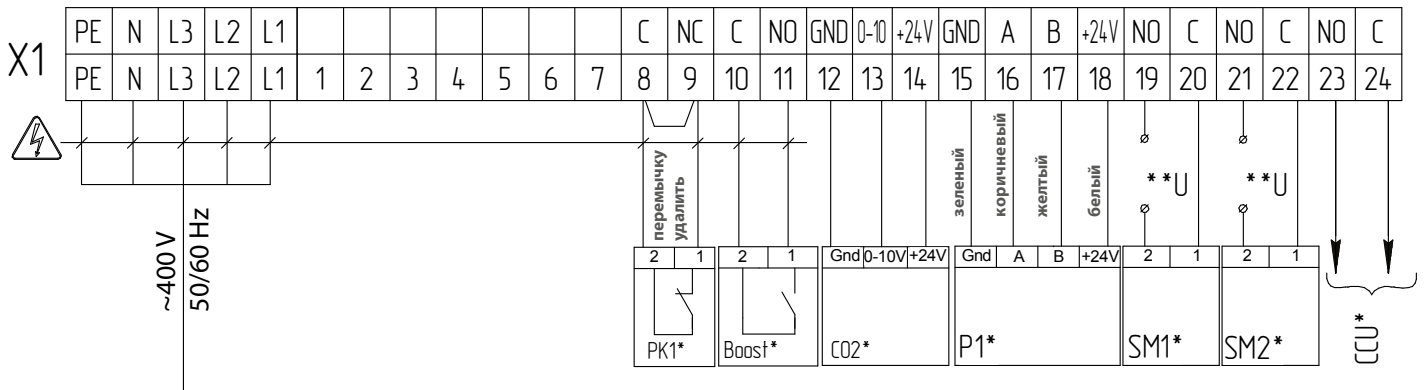 X1
PE N L3 L2 L1 C NC C NO GND 0-10 +24V GND A B +24V NO C NO C NO C
PE N L3 L2 L1 1 2 3 4 5 6 7 8 9 10 11 12 13 14 15 16 17 18 19 20 21 22 23 24
~400 V
50/60 Hz
перемычку
удалить
зеленый
коричневый
желтый
белый
**U
**U
2 1
PK1*
2 1
Boost*
Gnd 0-10V +24V
CO2*
Gnd A B +24V
P1*
2 1
SM1*
2 1
SM2*
CCU*